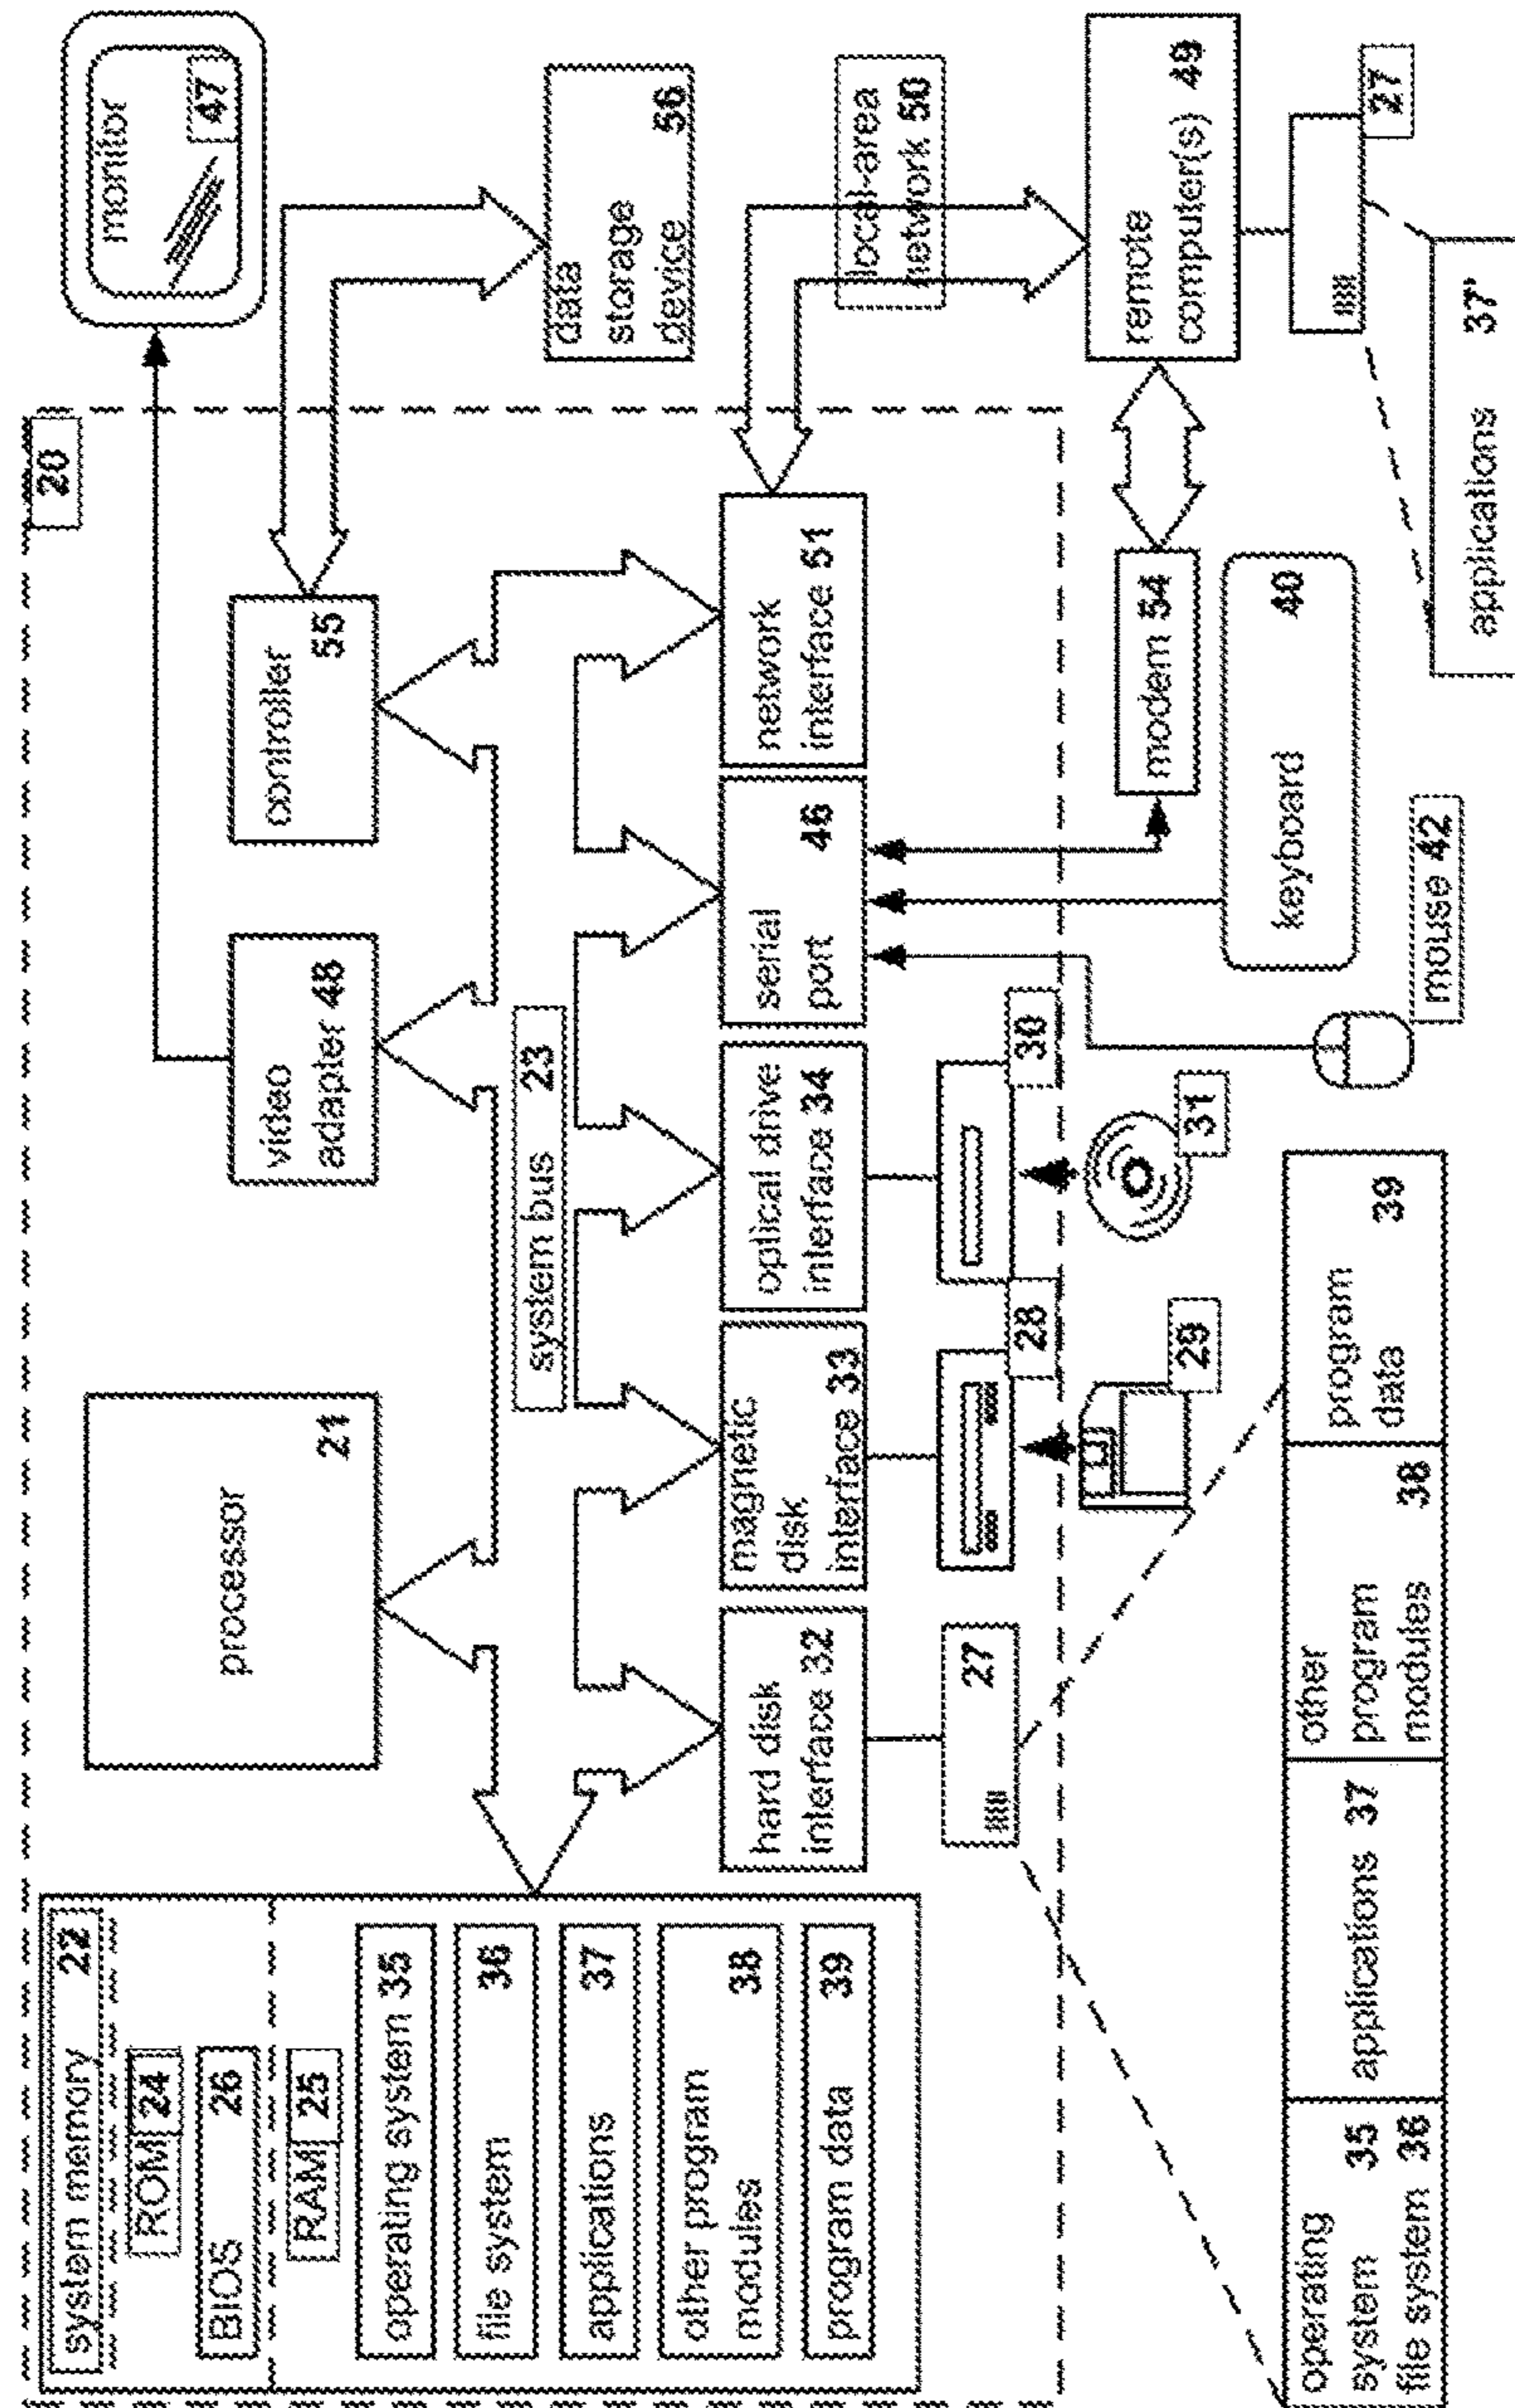 20
system memory 22
ROM 24
BIOS 26
RAM 25
operating system 35
file system 36
applications 37
other program
modules 38
program data 39
processor
21
video
adapter 48
controller
55
monitor
47
system bus 23
data
storage
device 56
hard disk
interface 32
magnetic
disk
interface 33
optical drive
interface 34
serial
port 46
network
interface 51
local-area
network 50
27
28
30
29
31
modem 54
remote
computer(s) 49
keyboard 40
mouse 42
27
operating
system 35
file system 36
applications 37
other
program
modules 38
program
data 39
applications 37'